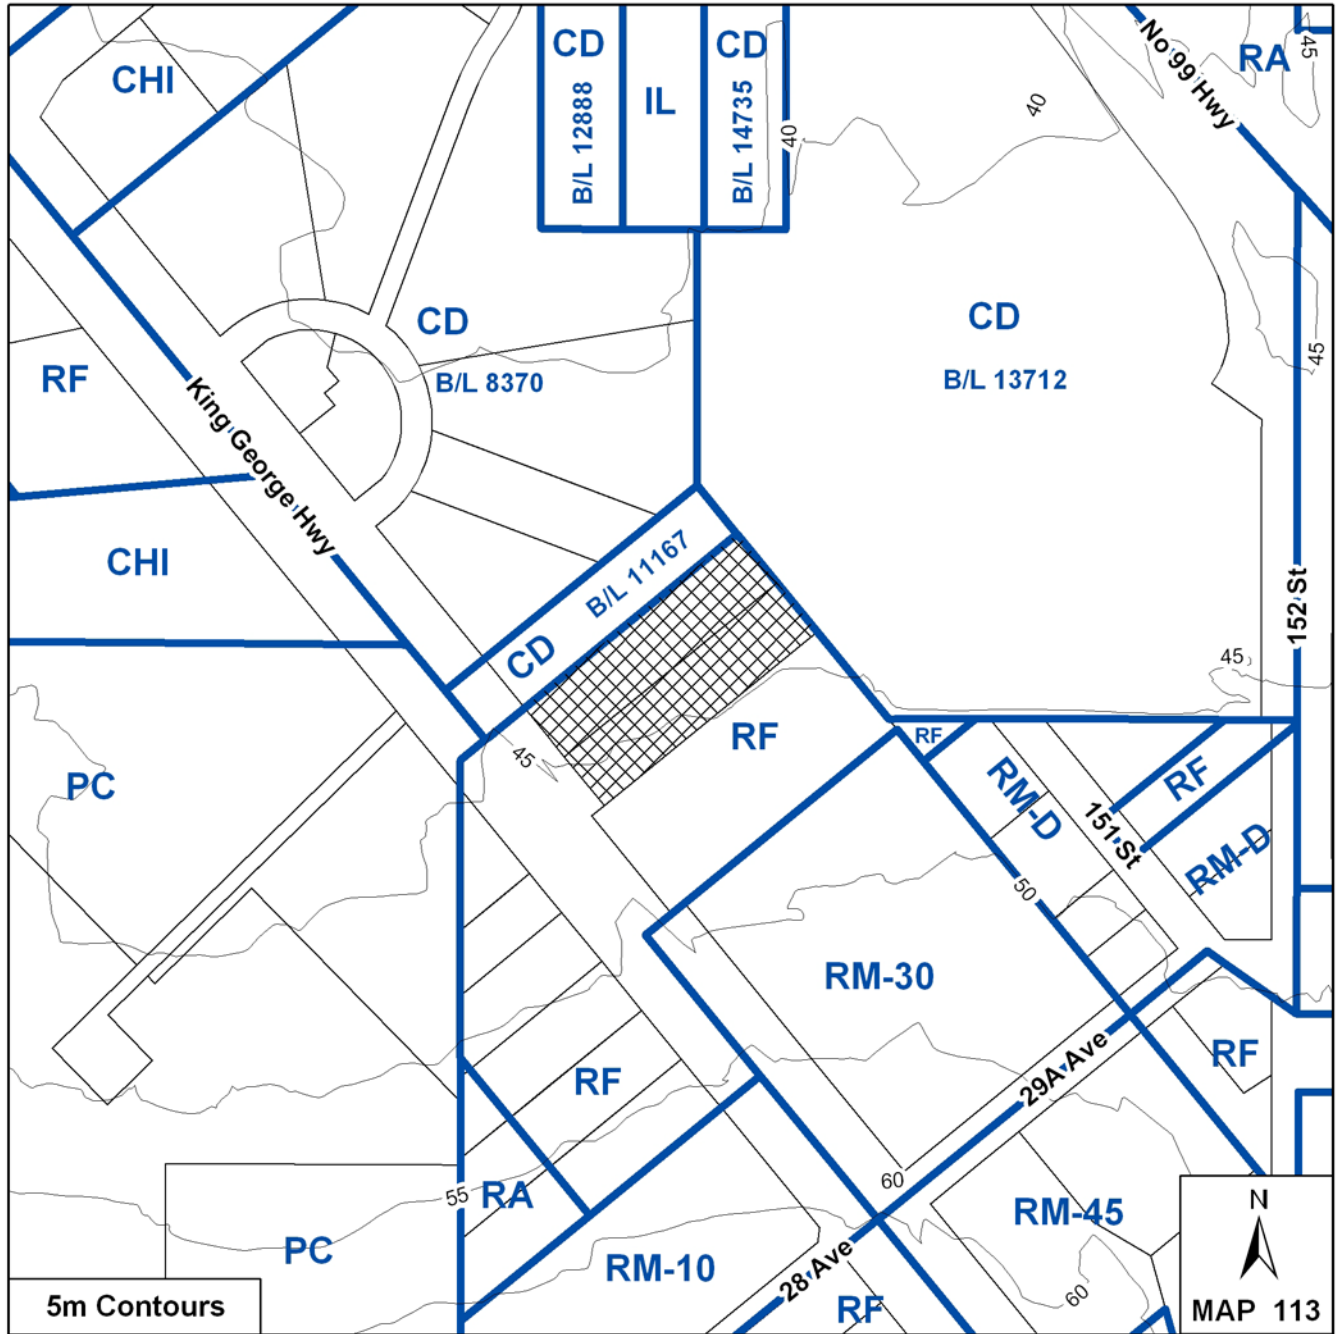 CHI
CD
B/L 12888
IL
CD
B/L 14735
40
40
No 99 Hwy
RA
45
RF
CD
B/L 8370
CD
B/L 13712
45
King George Hwy
CHI
CD
B/L 11167
152 St
45
45
RF
RF
RM-D
RF
151 St
RM-D
PC
50
RM-30
RF
29A Ave
RF
60
55
RA
RM-45
PC
RM-10
28 Ave
RF
60
5m Contours
N
MAP 113